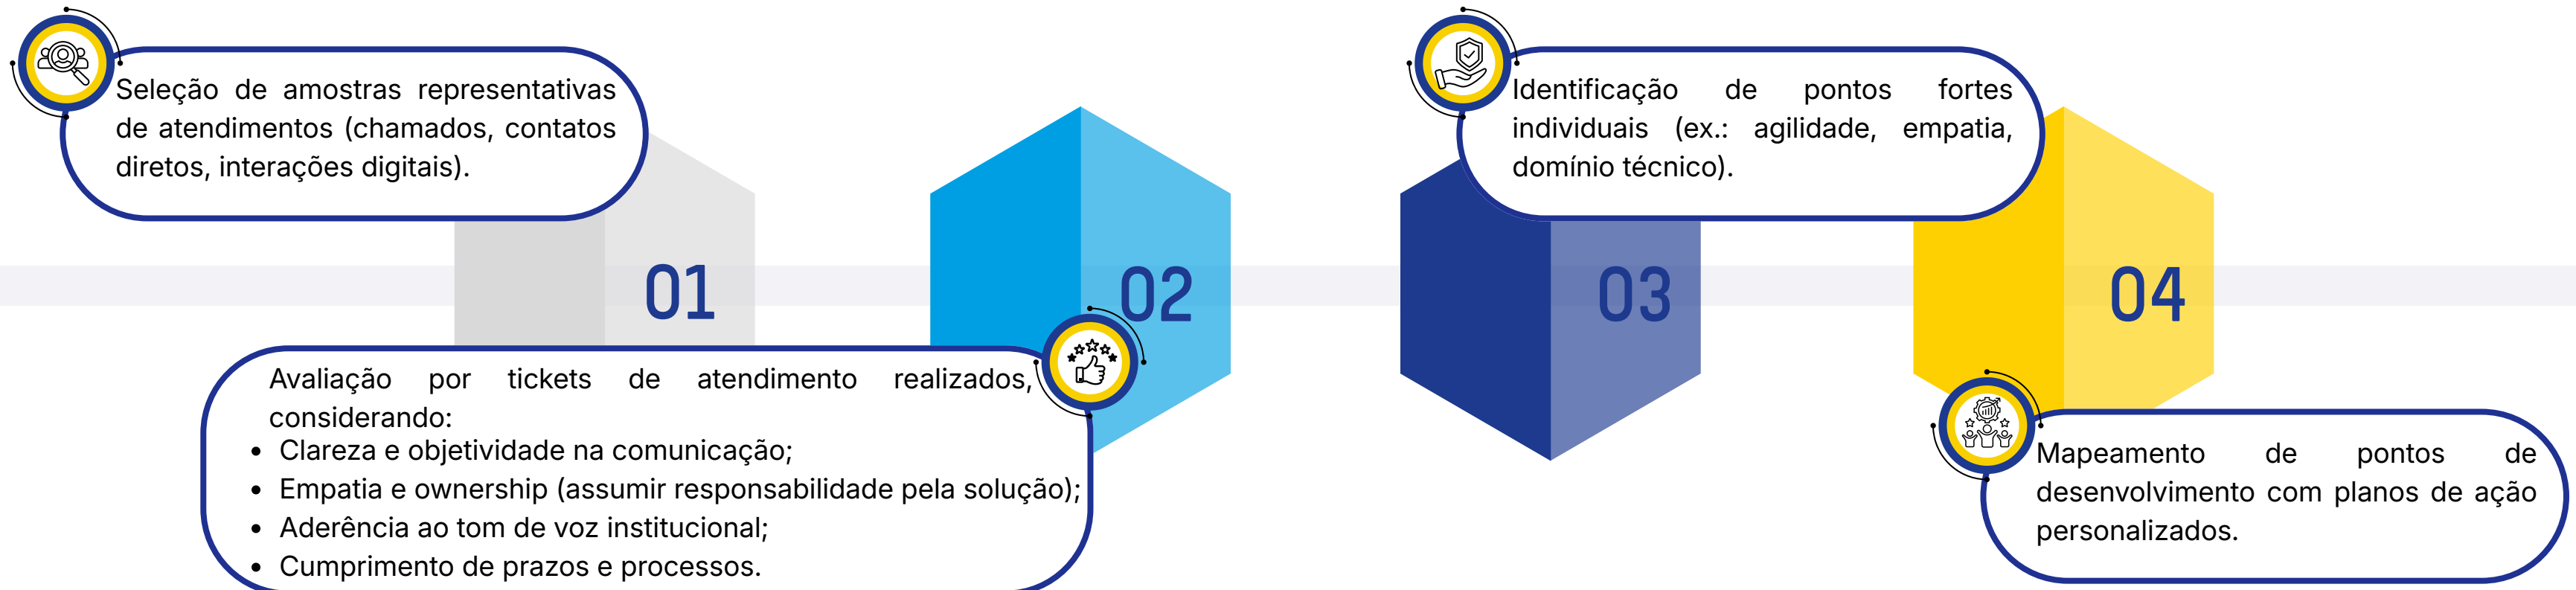 Seleção de amostras representativas
de atendimentos (chamados, contatos
diretos, interações digitais).
01
Avaliação por tickets de atendimento realizados,
considerando:
• Clareza e objetividade na comunicação;
• Empatia e ownership (assumir responsabilidade pela solução);
• Aderência ao tom de voz institucional;
• Cumprimento de prazos e processos.
02
Identificação de pontos fortes
individuais (ex.: agilidade, empatia,
domínio técnico).
03
04
Mapeamento de pontos de
desenvolvimento com planos de ação
personalizados.